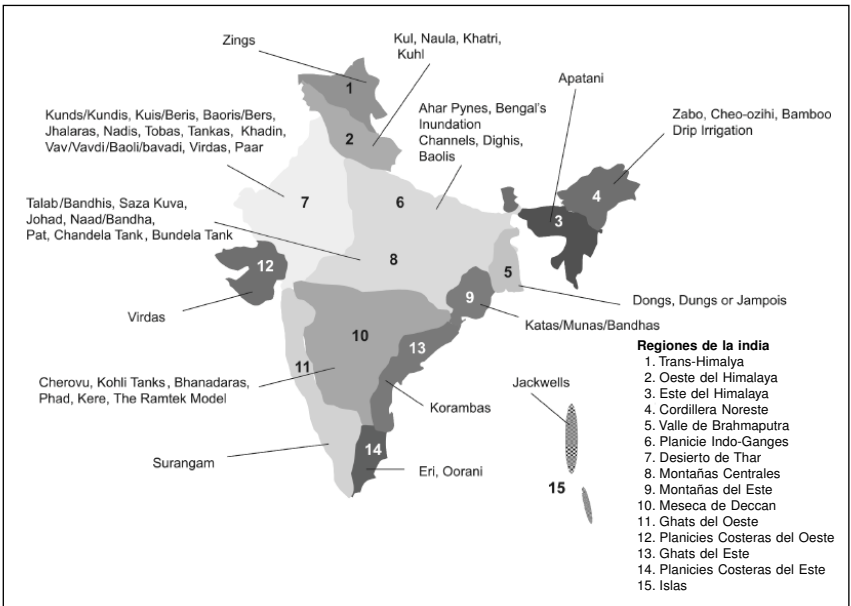 Zings
Kul, Naula, Khatri,
Kuhl
Apatani
Kunds/Kundis, Kuis/Beris, Baoris/Bers,
Jhalaras, Nadis, Tobas, Tankas, Khadin,
Vav/Vavdi/Baoli/bavadi, Virdas, Paar
Ahar Pynes, Bengal's
Inundation
Channels, Dighis,
Baolis
Zabo, Cheo-ozihi, Bamboo
Drip Irrigation
Talab/Bandhis, Saza Kuva,
Johad, Naad/Bandha,
Pat, Chandela Tank, Bundela Tank
1
2
7
6
4
3
8
12
5
9
10
13
11
14
15
Virdas
Dongs, Dungs or Jampois
Katas/Munas/Bandhas
Cherovu, Kohli Tanks, Bhanadaras,
Phad, Kere, The Ramtek Model
Korambas
Jackwells
Surangam
Eri, Oorani
Regiones de la india
1. Trans-Himalya
2. Oeste del Himalaya
3. Este del Himalaya
4. Cordillera Noreste
5. Valle de Brahmaputra
6. Planicie Indo-Ganges
7. Desierto de Thar
8. Montañas Centrales
9. Montañas del Este
10. Meseca de Deccan
11. Ghats del Oeste
12. Planicies Costeras del Oeste
13. Ghats del Este
14. Planicies Costeras del Este
15. Islas